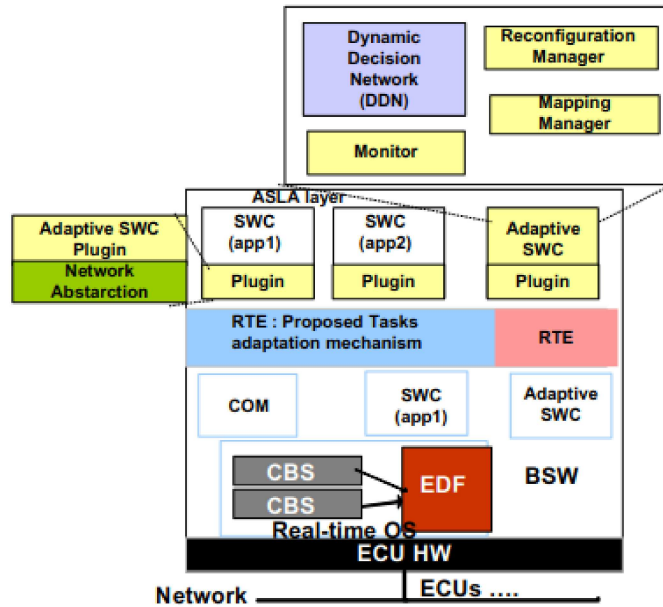 Dynamic
Decision
Network
(DDN)
Reconfiguration
Manager
Mapping
Manager
Monitor
ASLA layer
Adaptive SWC
Plugin
Network
Abstarction
SWC
(app1)
Plugin
SWC
(app2)
Plugin
Adaptive
SWC
Plugin
RTE : Proposed Tasks
adaptation mechanism
RTE
COM
SWC
(app1)
Adaptive
SWC
CBS
CBS
EDF
BSW
Real-time OS
ECU HW
Network
ECUs ....